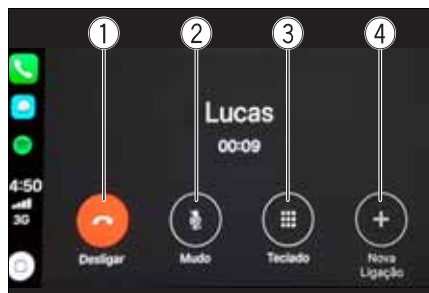 1 2 3 4
Lucas
00:09
4:50
3G
Desligar Mudo Teclado Nova
Ligação